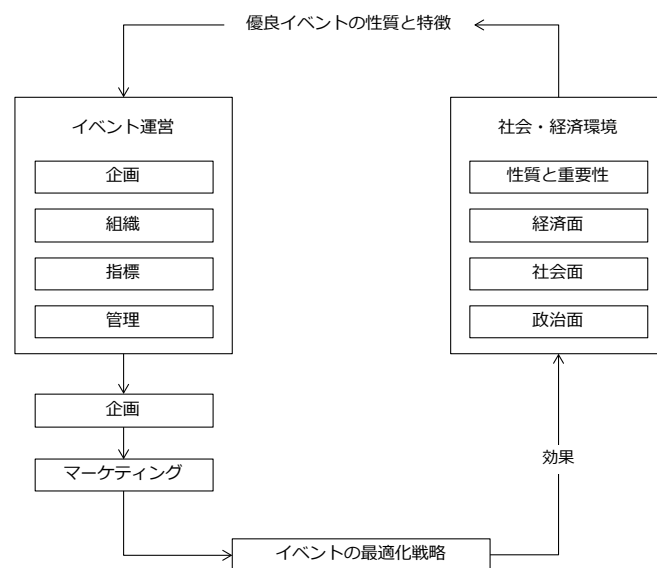 優良イベントの性質と特徴
イベント運営
企画
組織
指標
管理
企画
マーケティング
イベントの最適化戦略
効果
社会・経済環境
性質と重要性
経済面
社会面
政治面